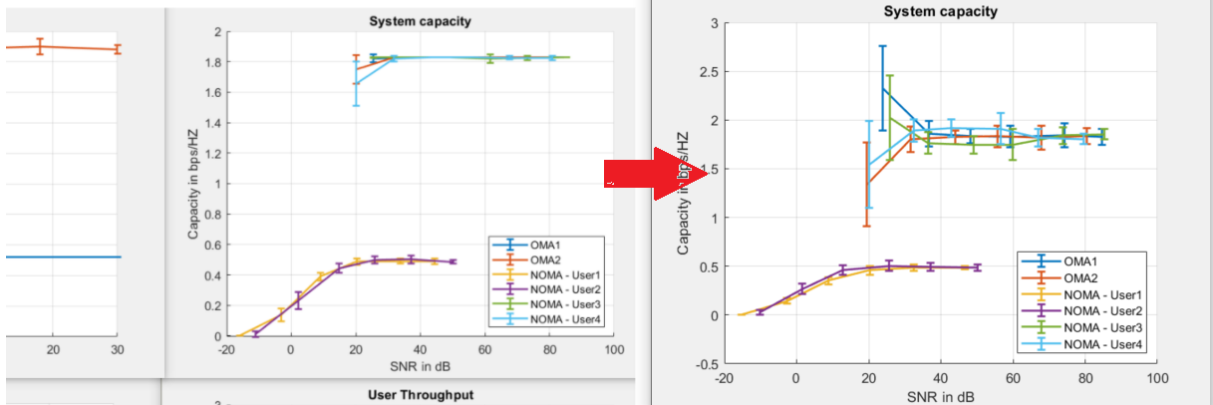 System capacity
2
1.8
1.6
1.4
1.2
1
0.8
0.6
0.4
0.2
0
Capacity in bps/HZ
-20
0
20
40
60
80
100
SNR in dB
OMA1
OMA2
NOMA - User1
NOMA - User2
NOMA - User3
NOMA - User4
20
30
User Throughput
System capacity
3
2.5
2
1.5
1
0.5
0
-0.5
Capacity in bps/HZ
-20
0
20
40
60
80
100
SNR in dB
OMA1
OMA2
NOMA - User1
NOMA - User2
NOMA - User3
NOMA - User4